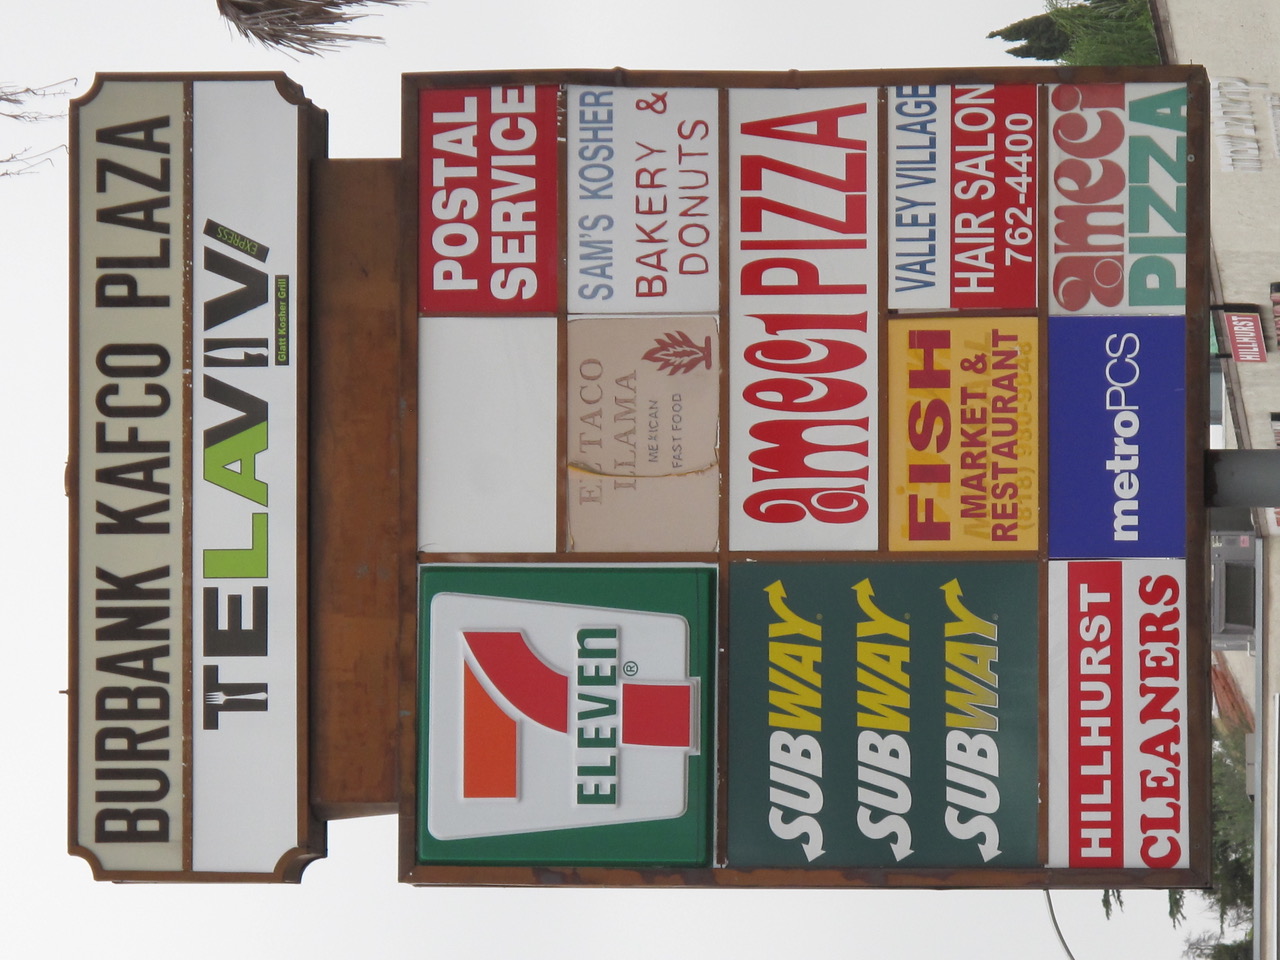 BURBANK KAFCO PLAZA
TELAVIV
EXPRESS
Glatt Kosher Grill
7
ELEVEN
®
POSTAL
SERVICE
EL TACO
LLAMA
MEXICAN
FAST FOOD
SAM'S KOSHER
BAKERY &
DONUTS
SUBWAY
SUBWAY
SUBWAY
ameci PIZZA
FISH
MARKET &
RESTAURANT
VALLEY VILLAGE
HAIR SALON
762-4400
HILLHURST
CLEANERS
metroPCS
ameci
PIZZA
HILLHURST